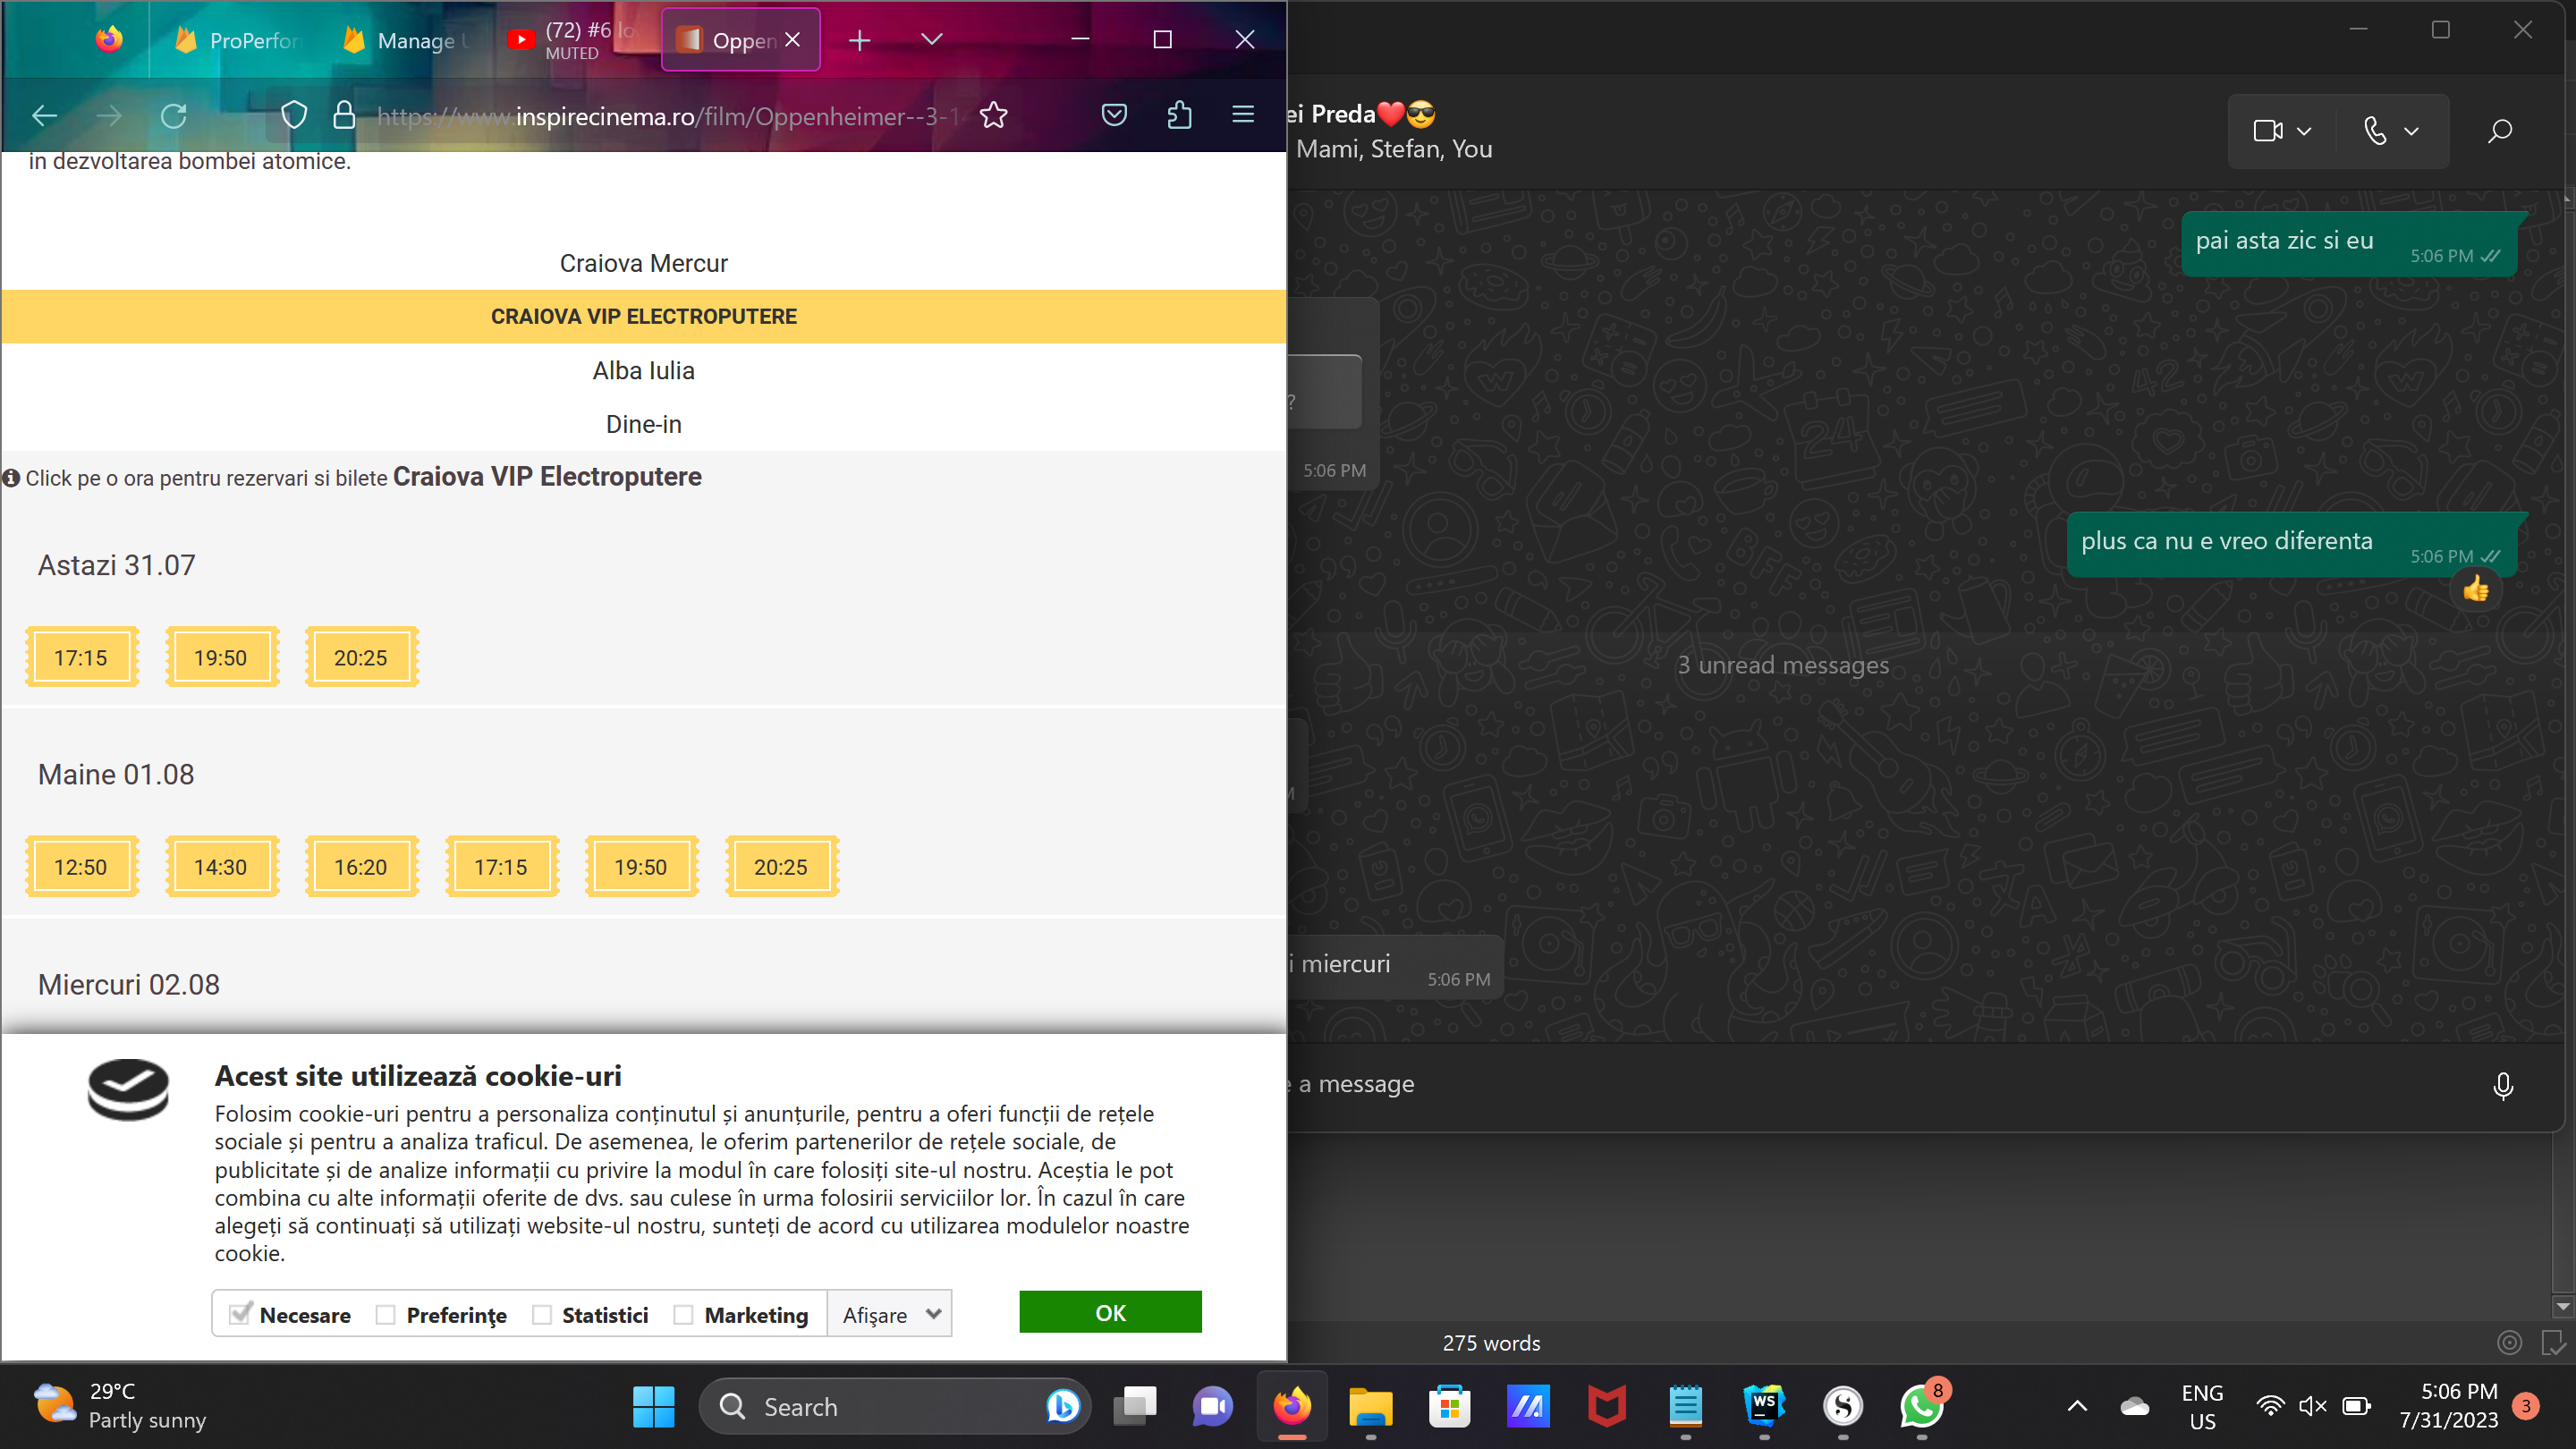 ProPerfor
Manage U
(72) #6 lo
MUTED
Oppen
https://www.inspirecinema.ro/film/Oppenheimer--3-1
in dezvoltarea bombei atomice.
Craiova Mercur
CRAIOVA VIP ELECTROPUTERE
Alba Iulia
Dine-in
Click pe o ora pentru rezervari si bilete Craiova VIP Electroputere
Astazi 31.07
17:15 19:50 20:25
Maine 01.08
12:50 14:30 16:20 17:15 19:50 20:25
Miercuri 02.08
Acest site utilizează cookie-uri
Folosim cookie-uri pentru a personaliza conținutul și anunțurile, pentru a oferi funcții de rețele
sociale și pentru a analiza traficul. De asemenea, le oferim partenerilor de rețele sociale, de
publicitate și de analize informații cu privire la modul în care folosiți site-ul nostru. Aceștia le pot
combina cu alte informații oferite de dvs. sau culese în urma folosirii serviciilor lor. În cazul în care
alegeți să continuați să utilizați website-ul nostru, sunteți de acord cu utilizarea modulelor noastre
cookie.
Necesare Preferinţe Statistici Marketing Afişare
OK
ei Preda❤️😎
Mami, Stefan, You
pai asta zic si eu 5:06 PM
?
5:06 PM
plus ca nu e vreo diferenta 5:06 PM
👍
3 unread messages
M
i miercuri 5:06 PM
e a message
275 words
29°C
Partly sunny
Search
WS
8
ENG
US
5:06 PM
7/31/2023
3